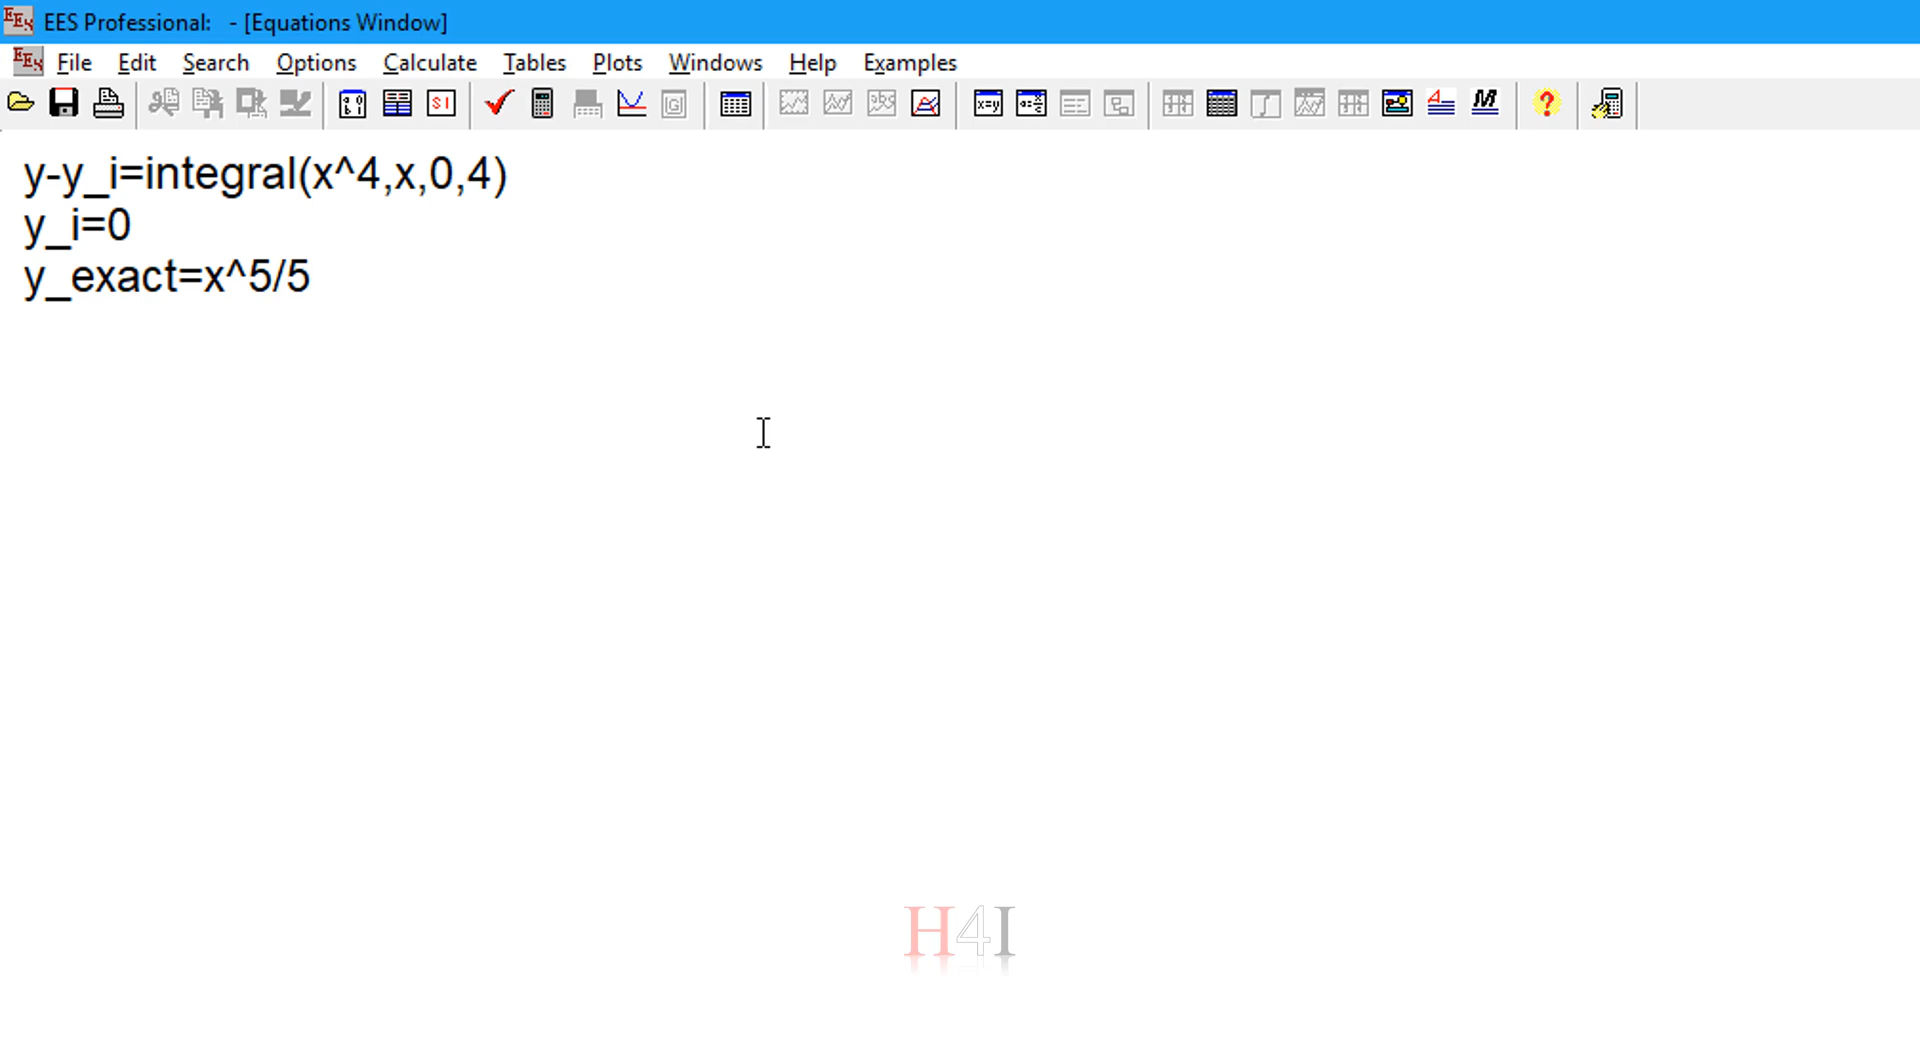 EES Professional: - [Equations Window]
File Edit Search Options Calculate Tables Plots Windows Help Examples
y-y_i=integral(x^4,x,0,4)
y_i=0
y_exact=x^5/5
H4I